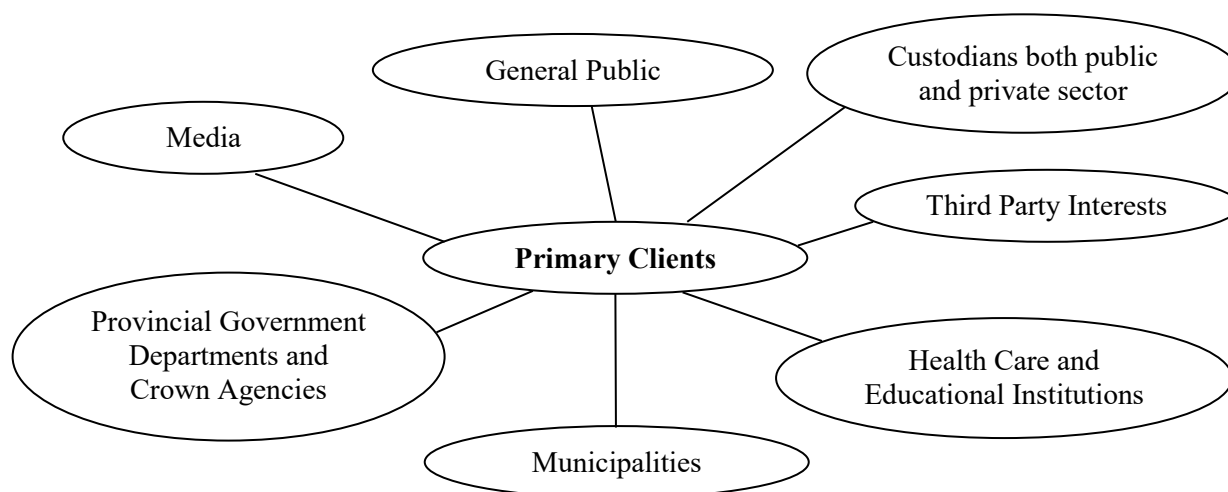 General Public
Custodians both public
and private sector
Media
Third Party Interests
Primary Clients
Provincial Government
Departments and
Crown Agencies
Health Care and
Educational Institutions
Municipalities